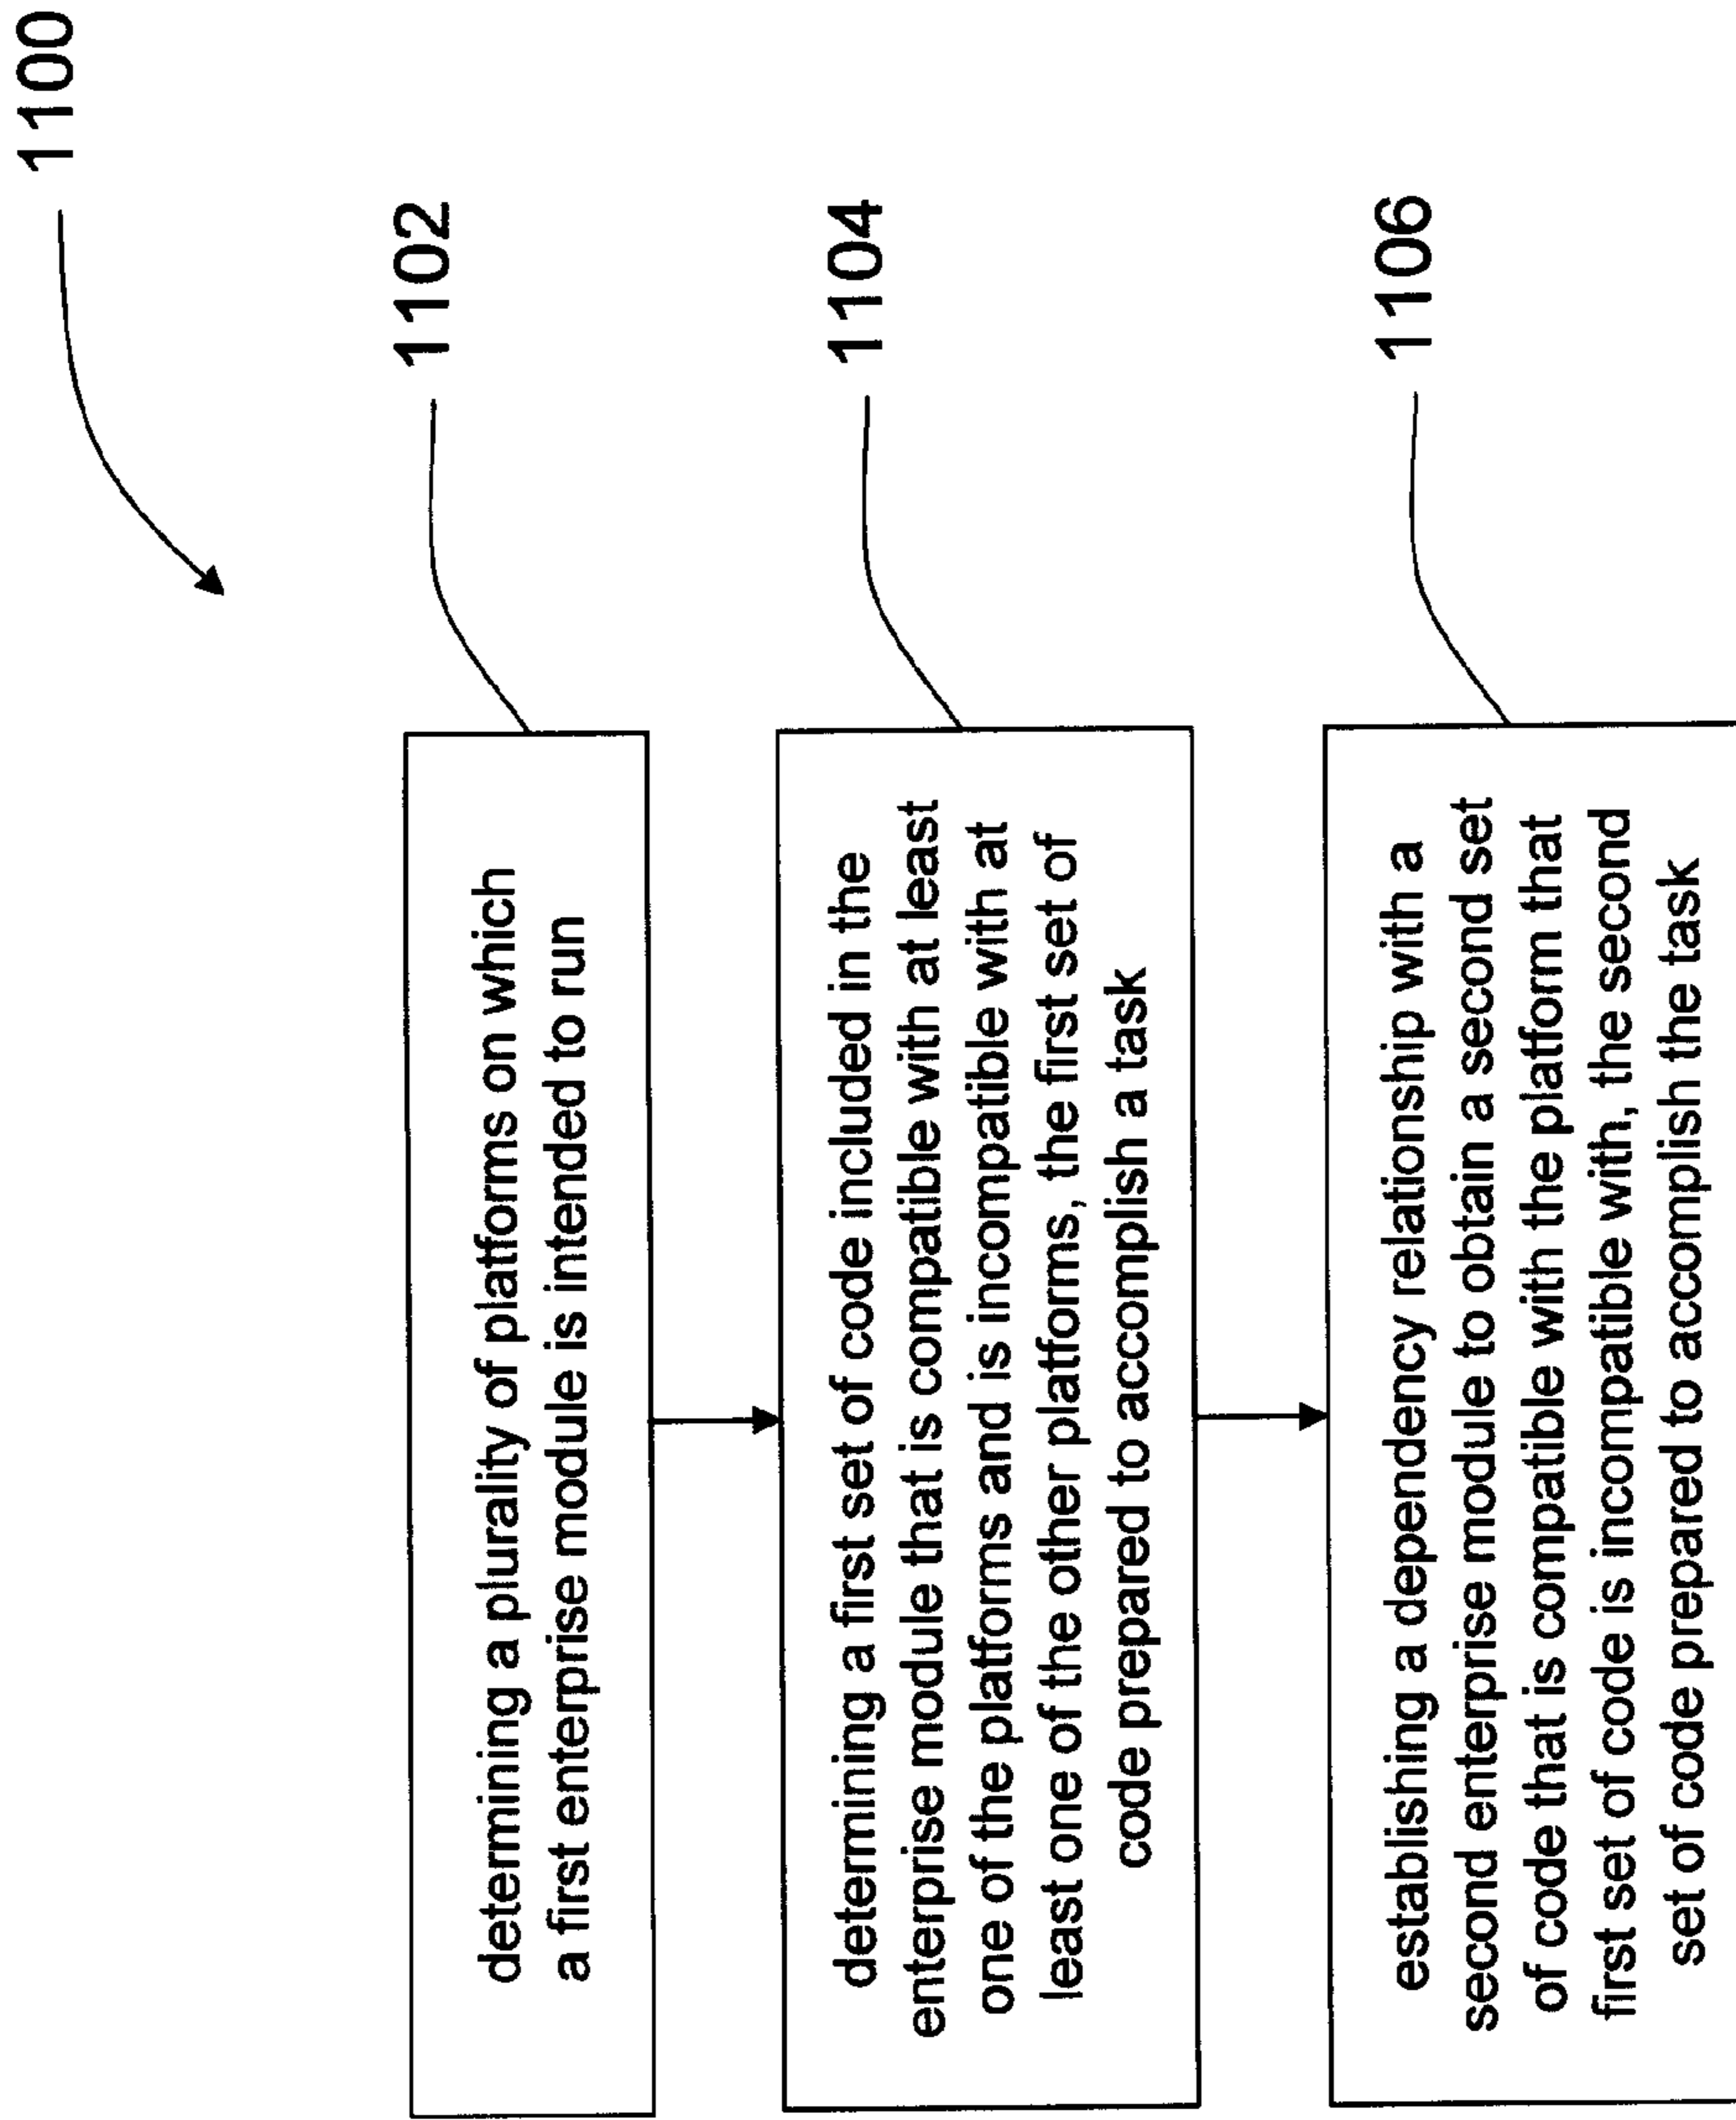 1100
determining a plurality of platforms on which
a first enterprise module is intended to run
1102
determining a first set of code included in the
enterprise module that is compatible with at least
one of the platforms and is incompatible with at
least one of the other platforms, the first set of
code prepared to accomplish a task
1104
establishing a dependency relationship with a
second enterprise module to obtain a second set
of code that is compatible with the platform that
first set of code is incompatible with, the second
set of code prepared to accomplish the task
1106